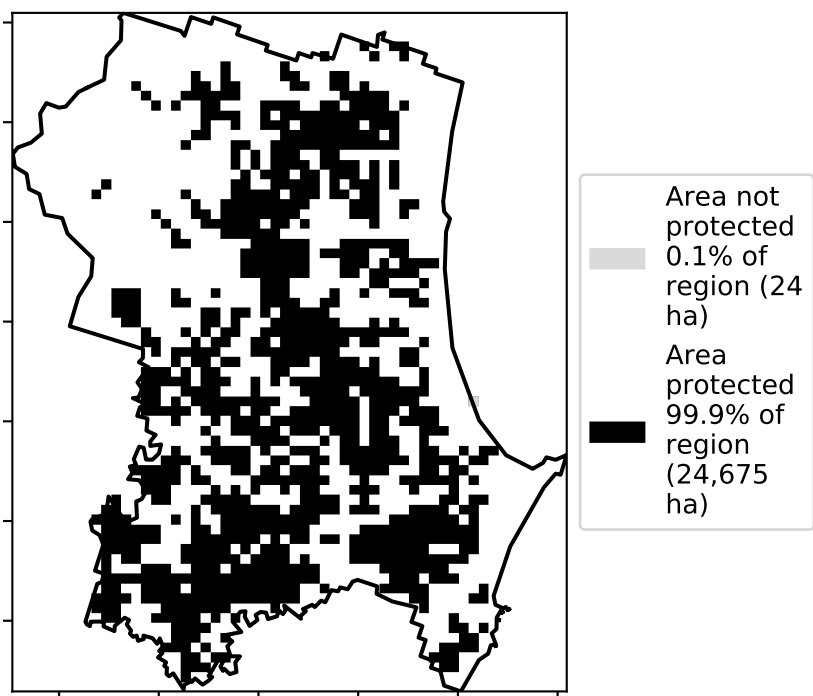 Area not
protected
0.1% of
region (24
ha)
Area
protected
99.9% of
region
(24,675
ha)